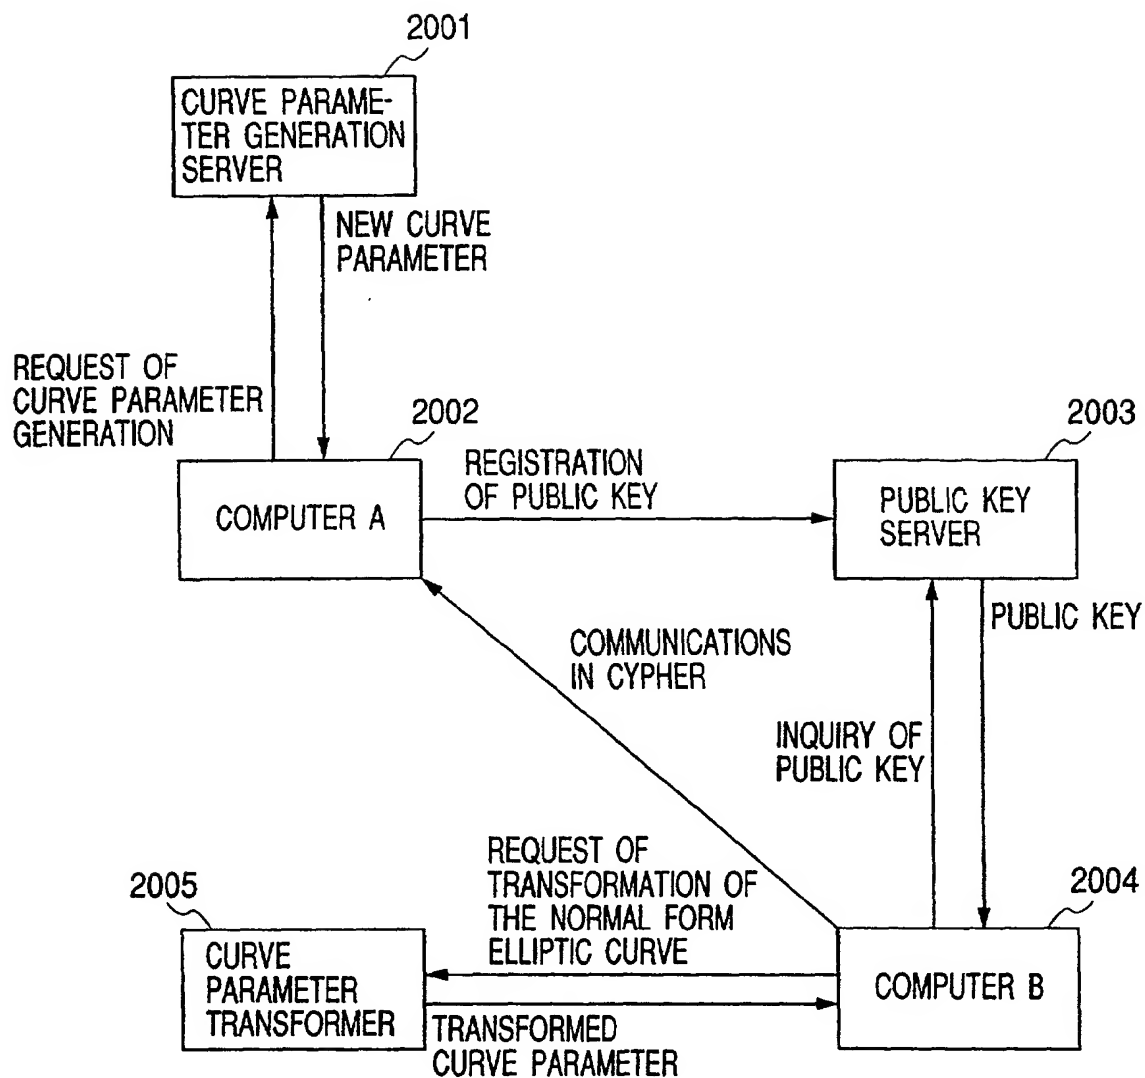 2001
CURVE PARAME-
TER GENERATION
SERVER
NEW CURVE
PARAMETER
REQUEST OF
CURVE PARAMETER
GENERATION
2002
COMPUTER A
REGISTRATION
OF PUBLIC KEY
2003
PUBLIC KEY
SERVER
PUBLIC KEY
COMMUNICATIONS
IN CYPHER
INQUIRY OF
PUBLIC KEY
REQUEST OF
TRANSFORMATION OF
THE NORMAL FORM
ELLIPTIC CURVE
2004
COMPUTER B
2005
CURVE
PARAMETER
TRANSFORMER
TRANSFORMED
CURVE PARAMETER